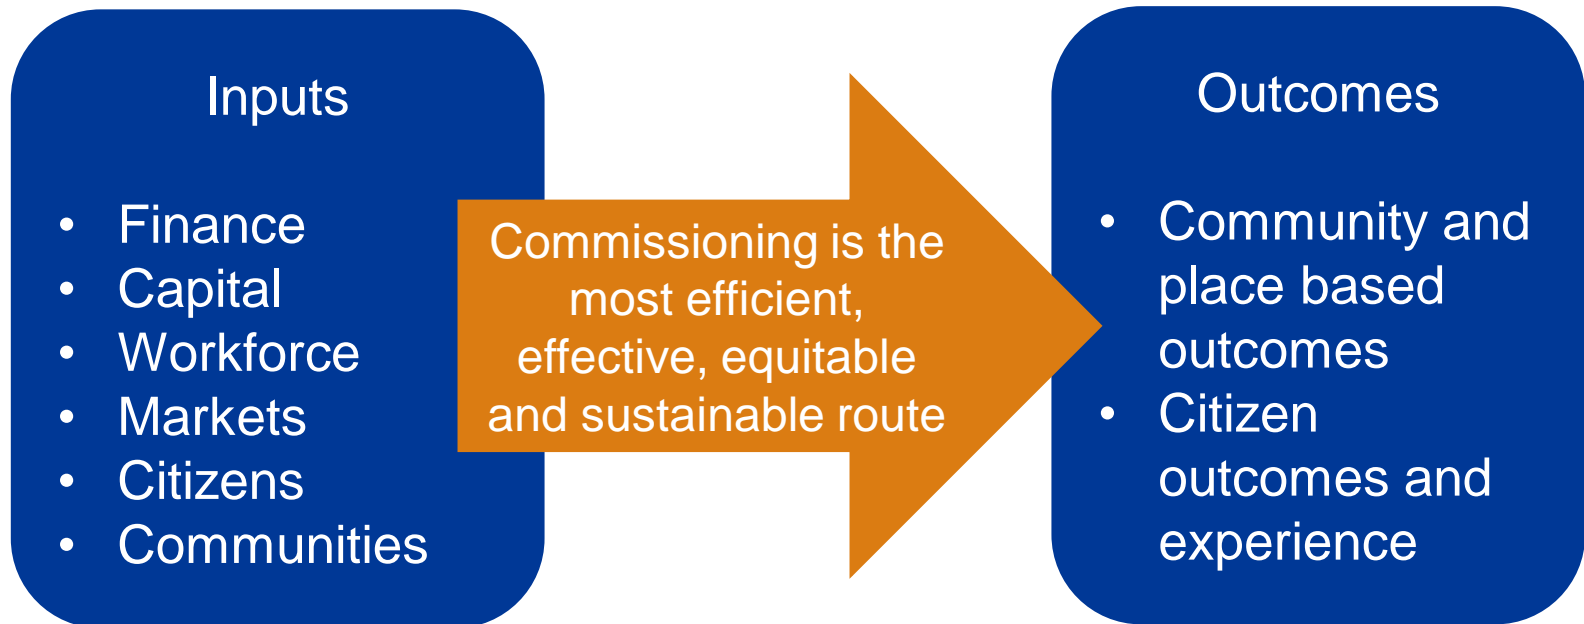 Inputs
• Finance
• Capital
• Workforce
• Markets
• Citizens
• Communities
Commissioning is the
most efficient,
effective, equitable
and sustainable route
Outcomes
• Community and
place based
outcomes
• Citizen
outcomes and
experience